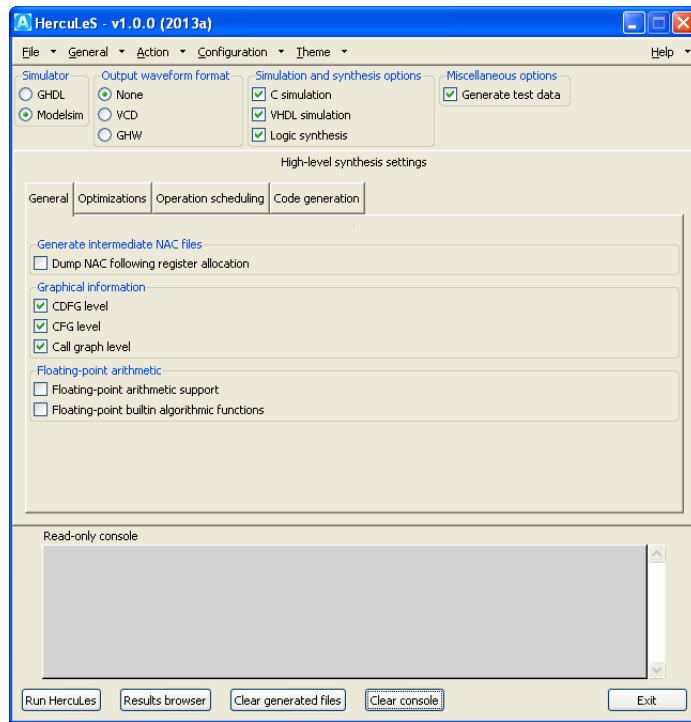 HercuLeS - v1.0.0 (2013a)
File General Action Configuration Theme Help
Simulator Output waveform format Simulation and synthesis options Miscellaneous options
GHDL None C simulation Generate test data
Modelsim VCD VHDL simulation
GHW Logic synthesis
High-level synthesis settings
General Optimizations Operation scheduling Code generation
Generate intermediate NAC files
Dump NAC following register allocation
Graphical information
CDFG level
CFG level
Call graph level
Floating-point arithmetic
Floating-point arithmetic support
Floating-point builtin algorithmic functions
Read-only console
Run HercuLes Results browser Clear generated files Clear console Exit